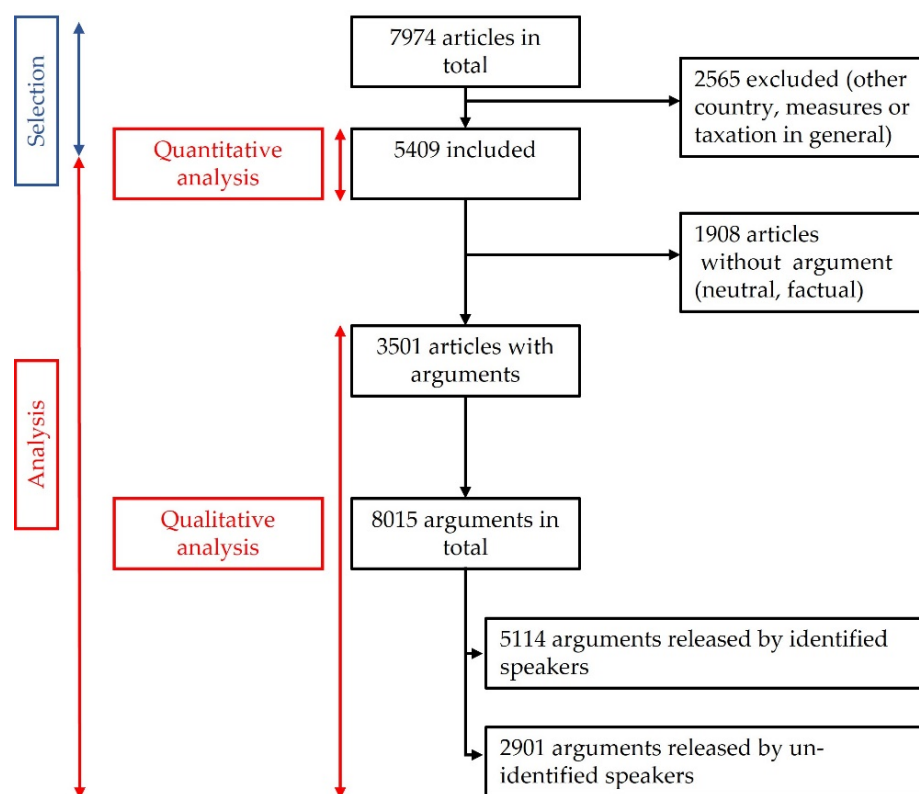 Selection
7974 articles in
total
2565 excluded (other
country, measures or
taxation in general)
Quantitative
analysis
5409 included
1908 articles
without argument
(neutral, factual)
3501 articles with
arguments
Analysis
Qualitative
analysis
8015 arguments in
total
5114 arguments released by identified
speakers
2901 arguments released by un-
identified speakers